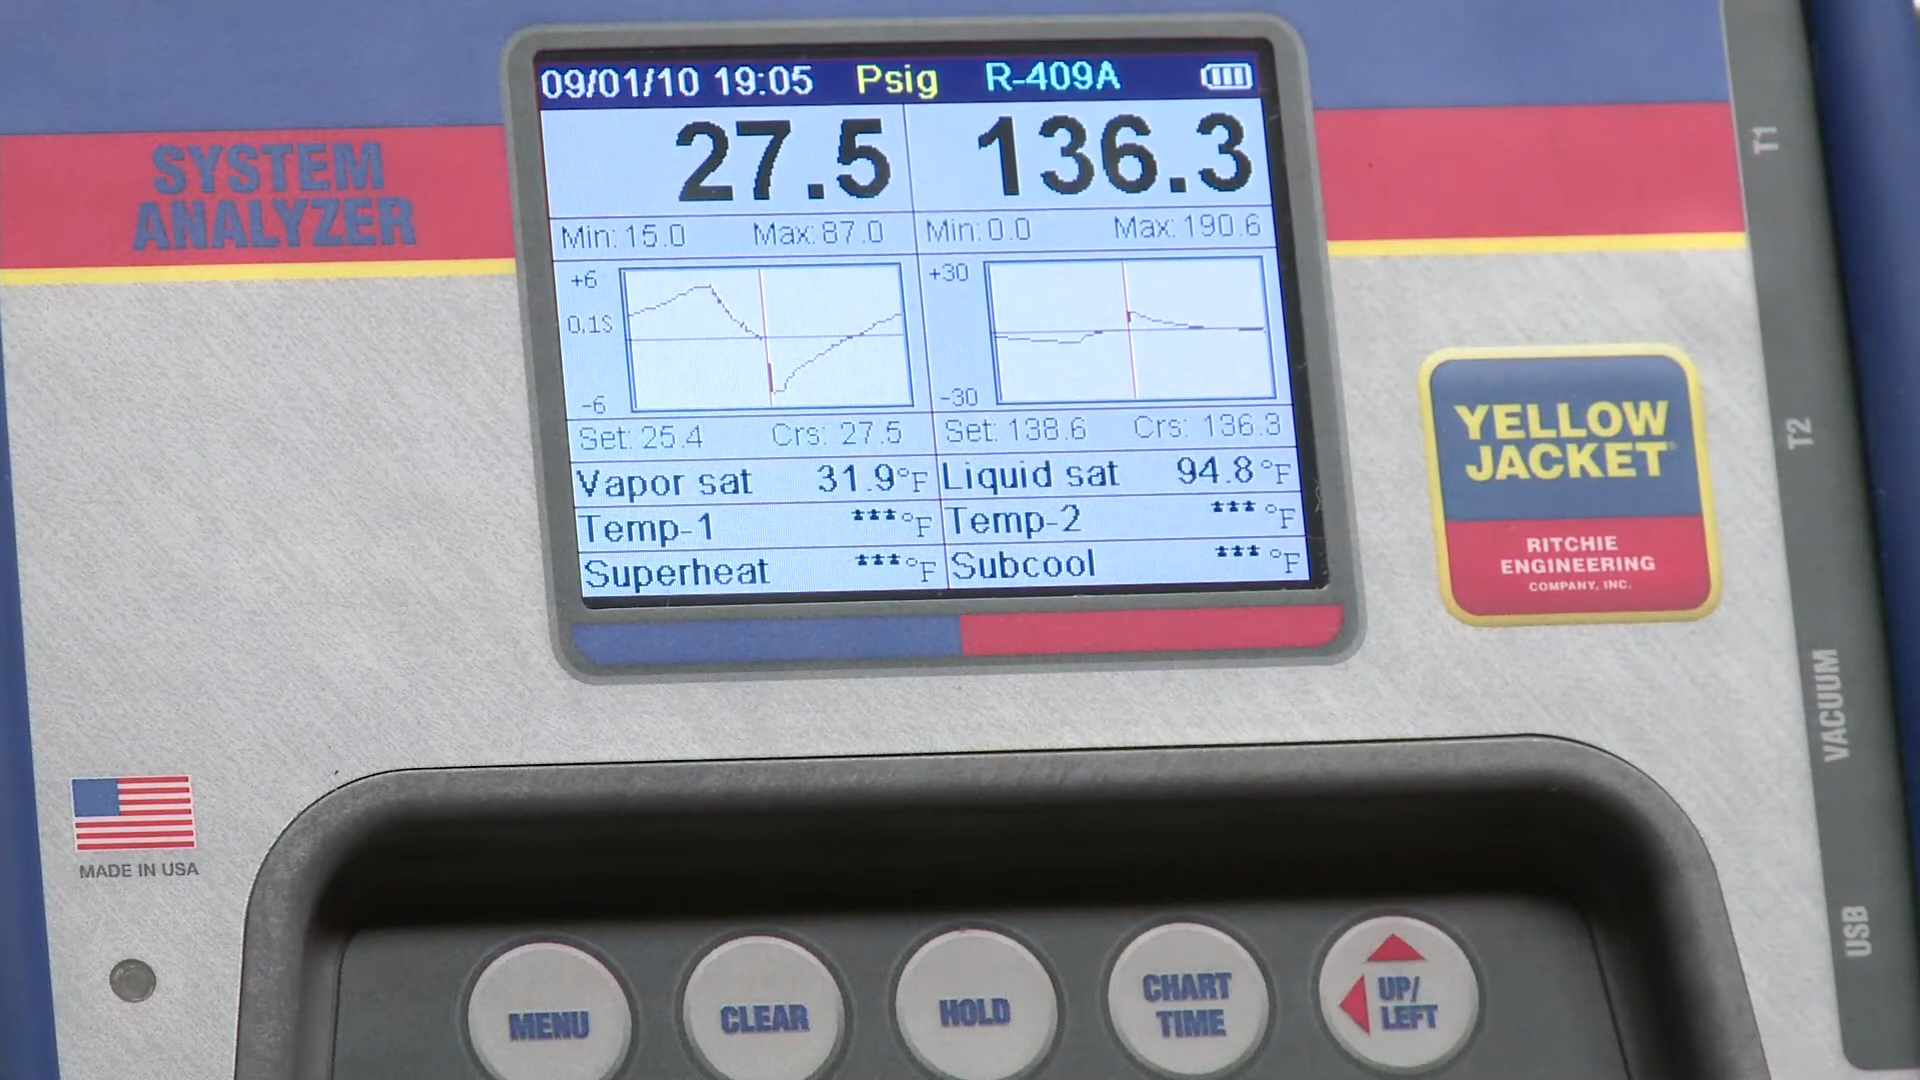 09/01/10 19:05 Psig R-409A
27.5 136.3
Min: 15.0 Max: 87.0 Min: 0.0 Max: 190.6
+6 +30
0.1S
-6 -30
Set: 25.4 Crs: 27.5 Set: 138.6 Crs: 136.3
Vapor sat 31.9°F Liquid sat 94.8°F
Temp-1 ***°F Temp-2 ***°F
Superheat ***°F Subcool ***°F
SYSTEM
ANALYZER
YELLOW
JACKET
RITCHIE
ENGINEERING
COMPANY, INC.
T1
T2
VACUUM
USB
MADE IN USA
MENU
CLEAR
HOLD
CHART
TIME
UP/
LEFT